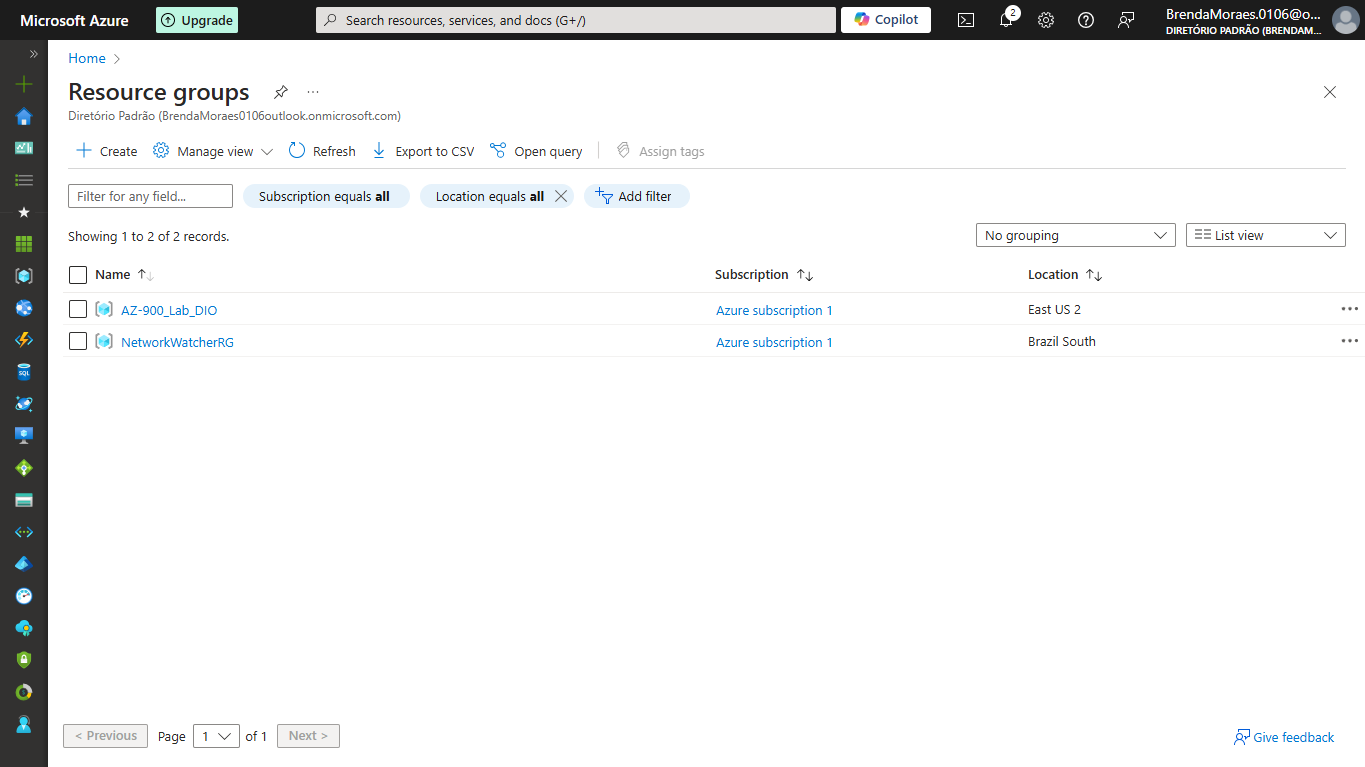 Microsoft Azure
Upgrade
Search resources, services, and docs (G+/)
Copilot
2
BrendaMoraes.0106@o...
DIRETÓRIO PADRÃO (BRENDAM...
Home
Resource groups
Diretório Padrão (BrendaMoraes0106outlook.onmicrosoft.com)
Create Manage view Refresh Export to CSV Open query Assign tags
Filter for any field... Subscription equals all Location equals all Add filter
Showing 1 to 2 of 2 records.
No grouping List view
Name Subscription Location
AZ-900_Lab_DIO Azure subscription 1 East US 2
NetworkWatcherRG Azure subscription 1 Brazil South
SQL
< Previous Page 1 of 1 Next >
Give feedback